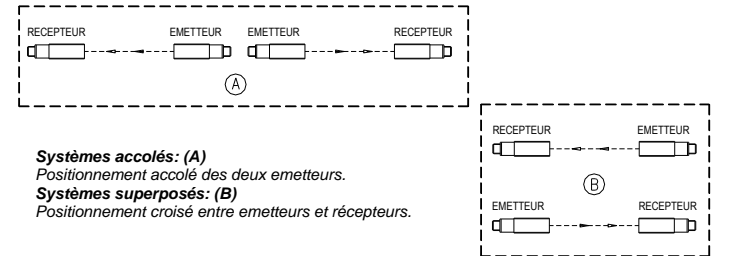 RECEPTEUR EMETTEUR EMETTEUR RECEPTEUR
A
Systèmes accolés: (A)
Positionnement accolé des deux emetteurs.
Systèmes superposés: (B)
Positionnement croisé entre emetteurs et récepteurs.
RECEPTEUR EMETTEUR
B
EMETTEUR RECEPTEUR